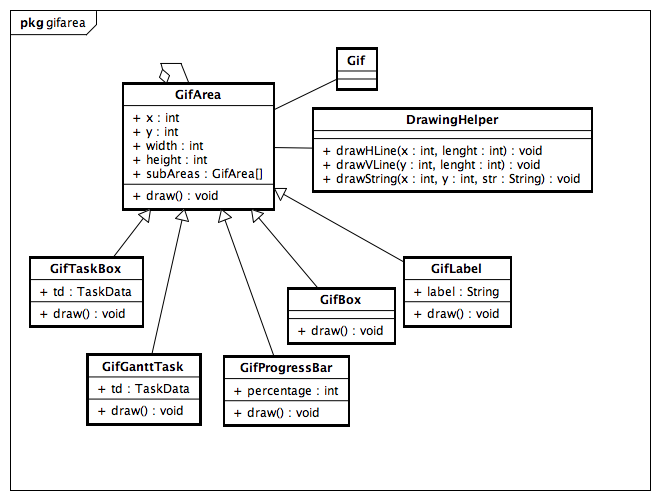 pkg gifarea
Gif
GifArea
+ x : int
+ y : int
+ width : int
+ height : int
+ subAreas : GifArea[]
+ draw() : void
DrawingHelper
+ drawHLine(x : int, lenght : int) : void
+ drawVLine(y : int, lenght : int) : void
+ drawString(x : int, y : int, str : String) : void
GifTaskBox
+ td : TaskData
+ draw() : void
GifLabel
+ label : String
+ draw() : void
GifBox
+ draw() : void
GifGanttTask
+ td : TaskData
+ draw() : void
GifProgressBar
+ percentage : int
+ draw() : void